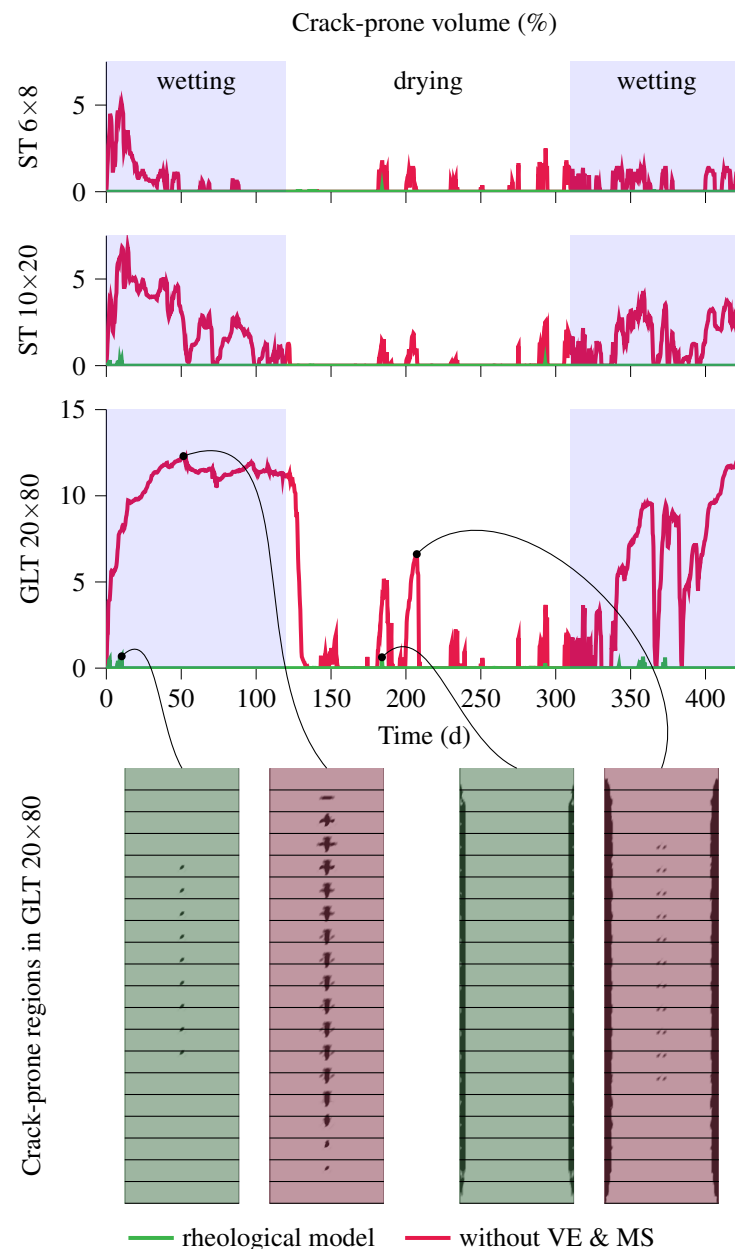 Crack-prone volume (%)
wetting drying wetting
ST 6×8
5
0
ST 10×20
5
0
GLT 20×80
15
10
5
0
0 50 100 150 200 250 300 350 400
Time (d)
Crack-prone regions in GLT 20×80
rheological model without VE & MS